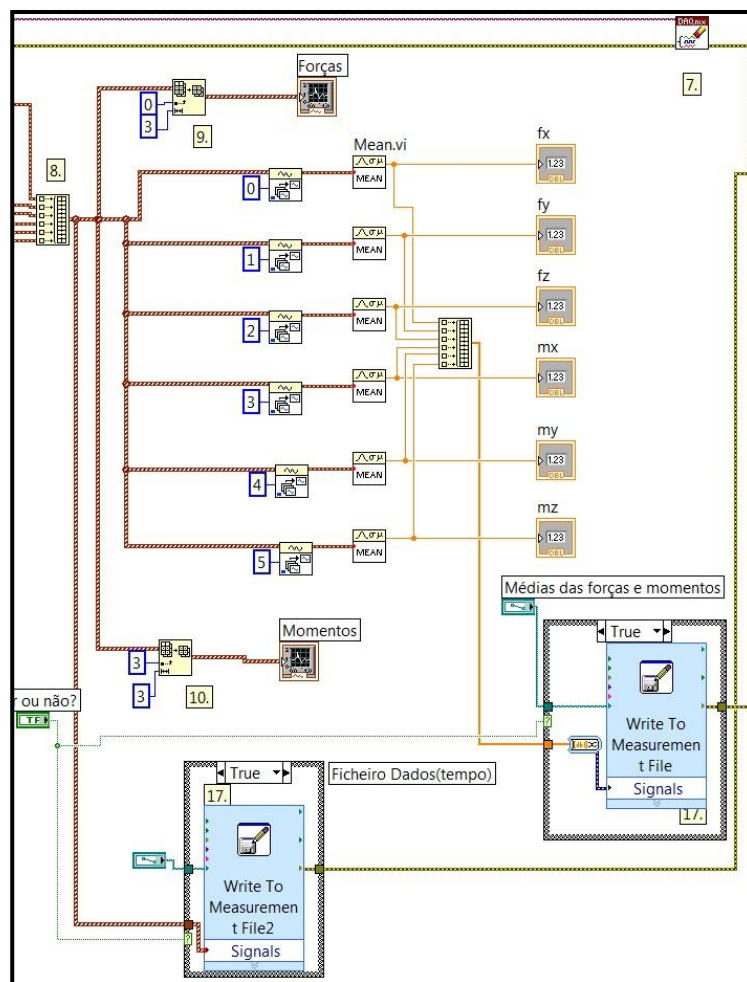 DAQmx
7.
Forças
0
3
9.
8.
Mean.vi
fx
0
MEAN
1.23
DBL
fy
1
MEAN
1.23
DBL
fz
2
MEAN
1.23
DBL
mx
3
MEAN
1.23
DBL
my
4
MEAN
1.23
DBL
mz
5
MEAN
1.23
DBL
Médias das forças e momentos
True
Write To
Measuremen
t File
Signals
17.
Momentos
3
3
10.
r ou não?
TF
?
?
True
Ficheiro Dados(tempo)
17.
Write To
Measuremen
t File2
Signals